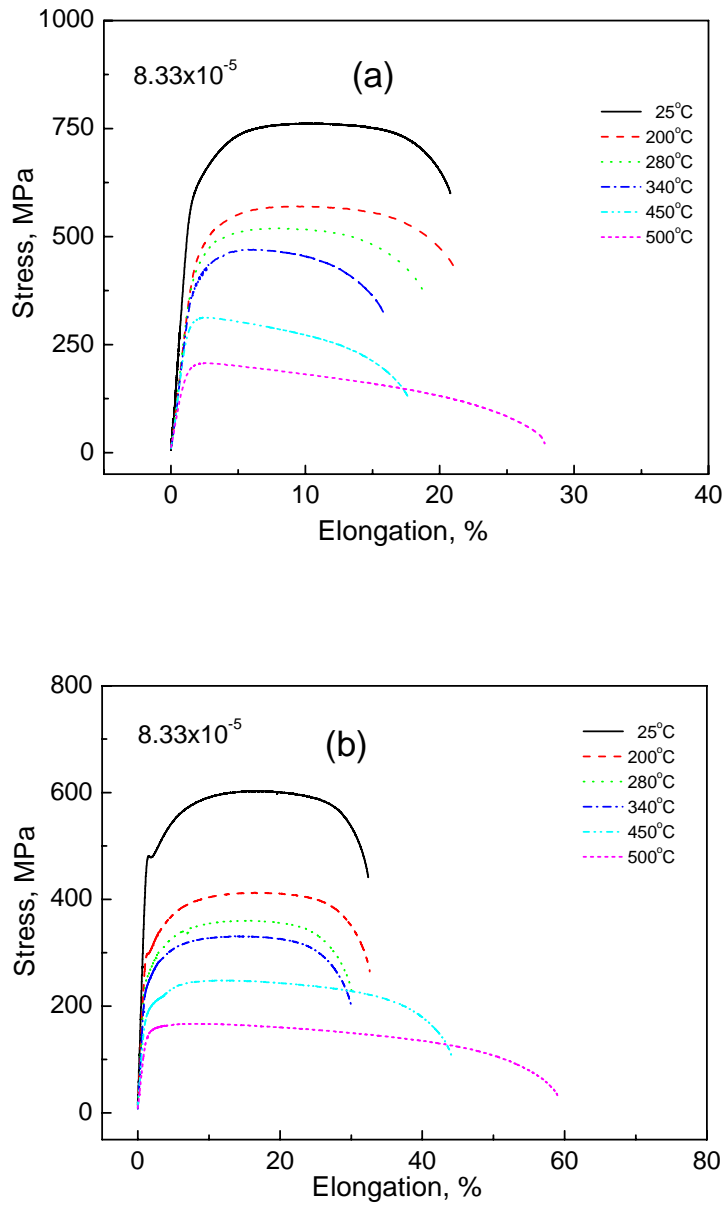 1000
8.33x10^-5
(a)
750
25°C
200°C
280°C
340°C
450°C
500°C
500
250
0
Stress, MPa
0 10 20 30 40
Elongation, %
800
8.33x10^-5
(b)
25°C
200°C
280°C
340°C
450°C
500°C
600
400
200
0
Stress, MPa
0 20 40 60 80
Elongation, %